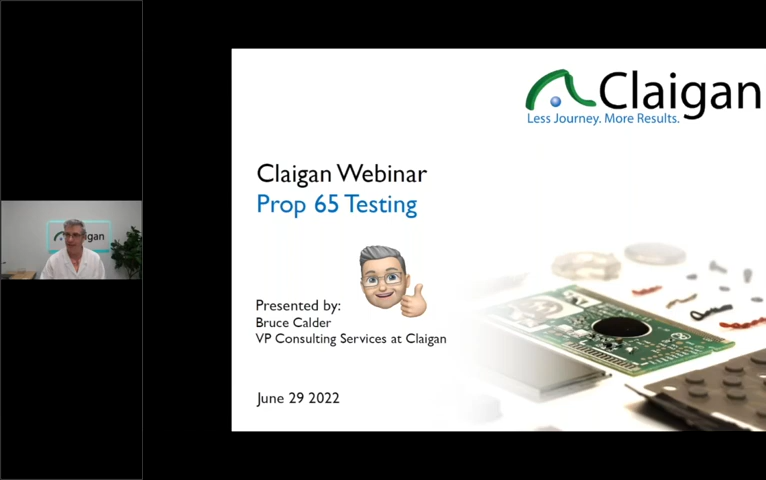 Claigan
Less Journey. More Results.
Claigan Webinar
Prop 65 Testing
Presented by:
Bruce Calder
VP Consulting Services at Claigan
June 29 2022